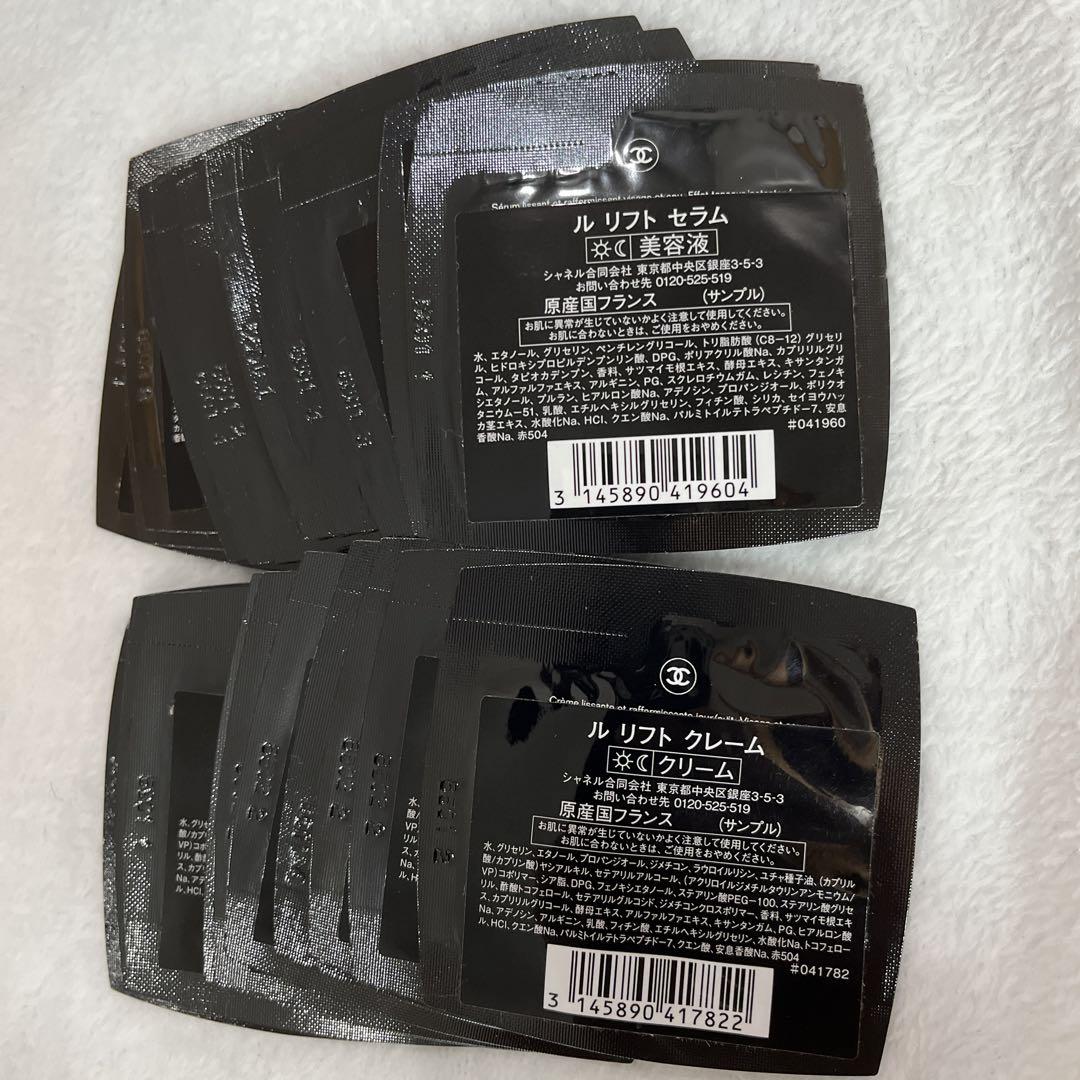 Sérum lissant et raffermissant visage et cou. Effet
ル リフト セラム
美容液
シャネル合同会社 東京都中央区銀座3-5-3
お問い合わせ先 0120-525-519
原産国フランス (サンプル)
お肌に異常が生じていないかよく注意して使用してください。
お肌に合わないときは、ご使用をおやめください。
水、エタノール、グリセリン、ペンチレングリコール、トリ脂肪酸 (C8-12) グリセリ
ル、ヒドロキシプロピルデンプンリン酸、DPG、ポリアクリル酸Na、カプリリルグリ
コール、タピオカデンプン、香料、サツマイモ根エキス、酵母エキス、キサンタンガ
ム、アルファルファエキス、アルギニン、PG、スクレロチウムガム、レシチン、フェノキ
シエタノール、プルラン、ヒアルロン酸Na、アデノシン、プロパンジオール、ポリクオ
タニウム-51、乳酸、エチルヘキシルグリセリン、フィチン酸、シリカ、セイヨウハッ
カ茎エキス、水酸化Na、HCl、クエン酸Na、パルミトイルテトラペプチド-7、安息
香酸Na、赤504
#041960
3 145890 419604
Crème lissante et raffermissante jour/nuit. Visage et
ル リフト クレーム
クリーム
シャネル合同会社 東京都中央区銀座3-5-3
お問い合わせ先 0120-525-519
原産国フランス (サンプル)
お肌に異常が生じていないかよく注意して使用してください。
お肌に合わないときは、ご使用をおやめください。
水、グリセリン、エタノール、プロパンジオール、ジメチコン、ラウロイルリシン、ユチャ種子油、(カプリル
酸/カプリン酸) ヤシアルキル、セテアリルアルコール、(アクリロイルジメチルタウリンアンモニウム/
VP)コポリマー、シア脂、DPG、フェノキシエタノール、ステアリン酸PEG-100、ステアリン酸グリセ
リル、酢酸トコフェロール、セテアリルグルコシド、ジメチコンクロスポリマー、香料、サツマイモ根エキ
ス、カプリリルグリコール、酵母エキス、アルファルファエキス、キサンタンガム、PG、ヒアルロン酸
Na、アデノシン、アルギニン、乳酸、フィチン酸、エチルヘキシルグリセリン、水酸化Na、トコフェロー
ル、HCl、クエン酸Na、パルミトイルテトラペプチド-7、クエン酸、安息香酸Na、赤504
#041782
3 145890 417822